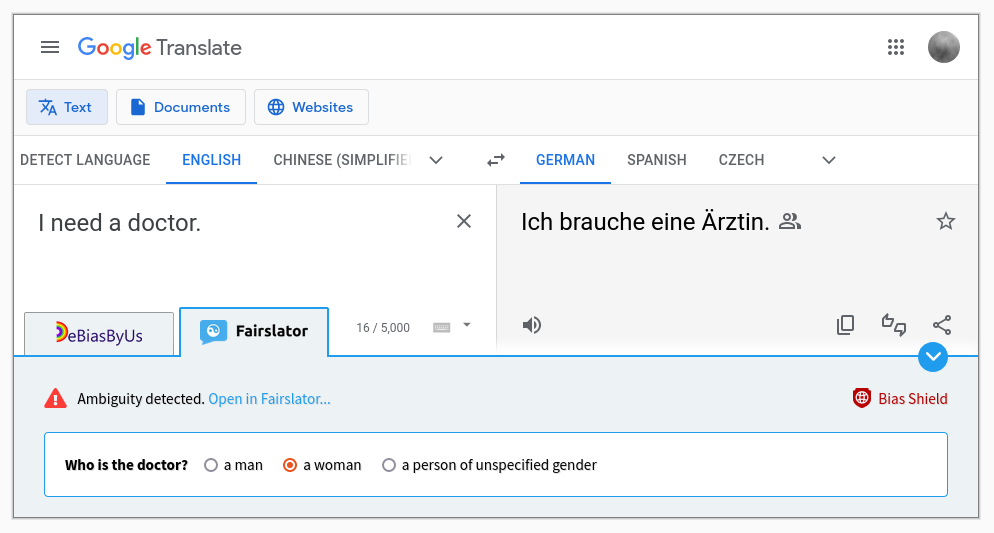 Google Translate
Text Documents Websites
DETECT LANGUAGE ENGLISH CHINESE (SIMPLIFIE GERMAN SPANISH CZECH
I need a doctor. Ich brauche eine Ärztin.
DeBiasByUs Fairslator 16 / 5,000
Ambiguity detected. Open in Fairslator... Bias Shield
Who is the doctor? a man a woman a person of unspecified gender